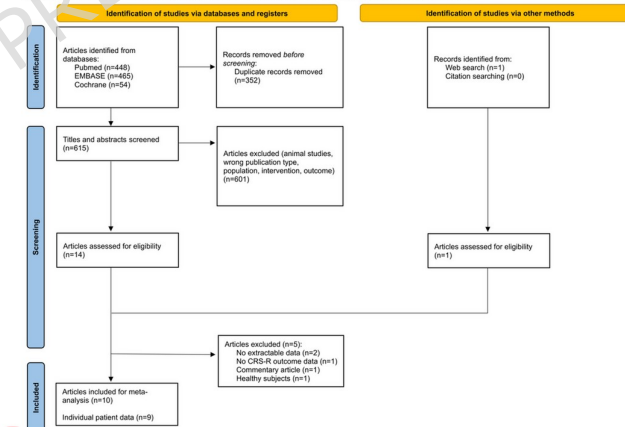 Identification of studies via databases and registers
Identification of studies via other methods
Identification
Articles identified from
databases:
Pubmed (n=448)
EMBASE (n=465)
Cochrane (n=54)
Records removed before
screening:
Duplicate records removed
(n=352)
Records identified from:
Web search (n=1)
Citation searching (n=0)
Screening
Titles and abstracts screened
(n=615)
Articles excluded (animal studies,
wrong publication type,
population, intervention, outcome)
(n=601)
Articles assessed for eligibility
(n=14)
Articles assessed for eligibility
(n=1)
Articles excluded (n=5):
No extractable data (n=2)
No CRS-R outcome data (n=1)
Commentary article (n=1)
Healthy subjects (n=1)
Included
Articles included for meta-
analysis (n=10)
Individual patient data (n=9)